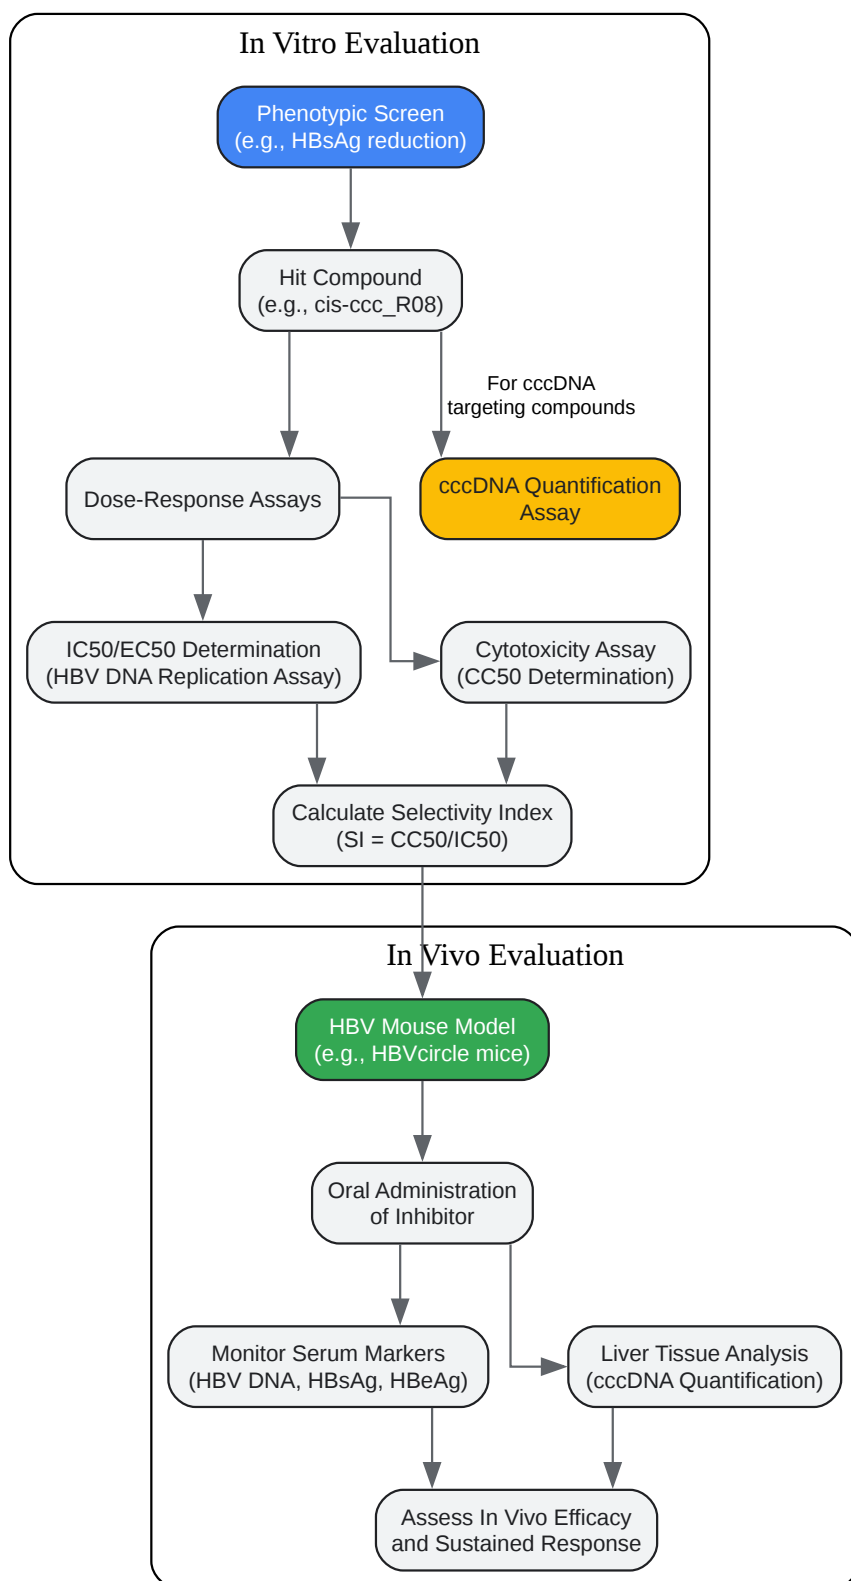 In Vitro Evaluation
Phenotypic Screen
(e.g., HBsAg reduction)
Hit Compound
(e.g., cis-ccc_R08)
For cccDNA
targeting compounds
Dose-Response Assays
cccDNA Quantification
Assay
IC50/EC50 Determination
(HBV DNA Replication Assay)
Cytotoxicity Assay
(CC50 Determination)
Calculate Selectivity Index
(SI = CC50/IC50)
In Vivo Evaluation
HBV Mouse Model
(e.g., HBVcircle mice)
Oral Administration
of Inhibitor
Monitor Serum Markers
(HBV DNA, HBsAg, HBeAg)
Liver Tissue Analysis
(cccDNA Quantification)
Assess In Vivo Efficacy
and Sustained Response